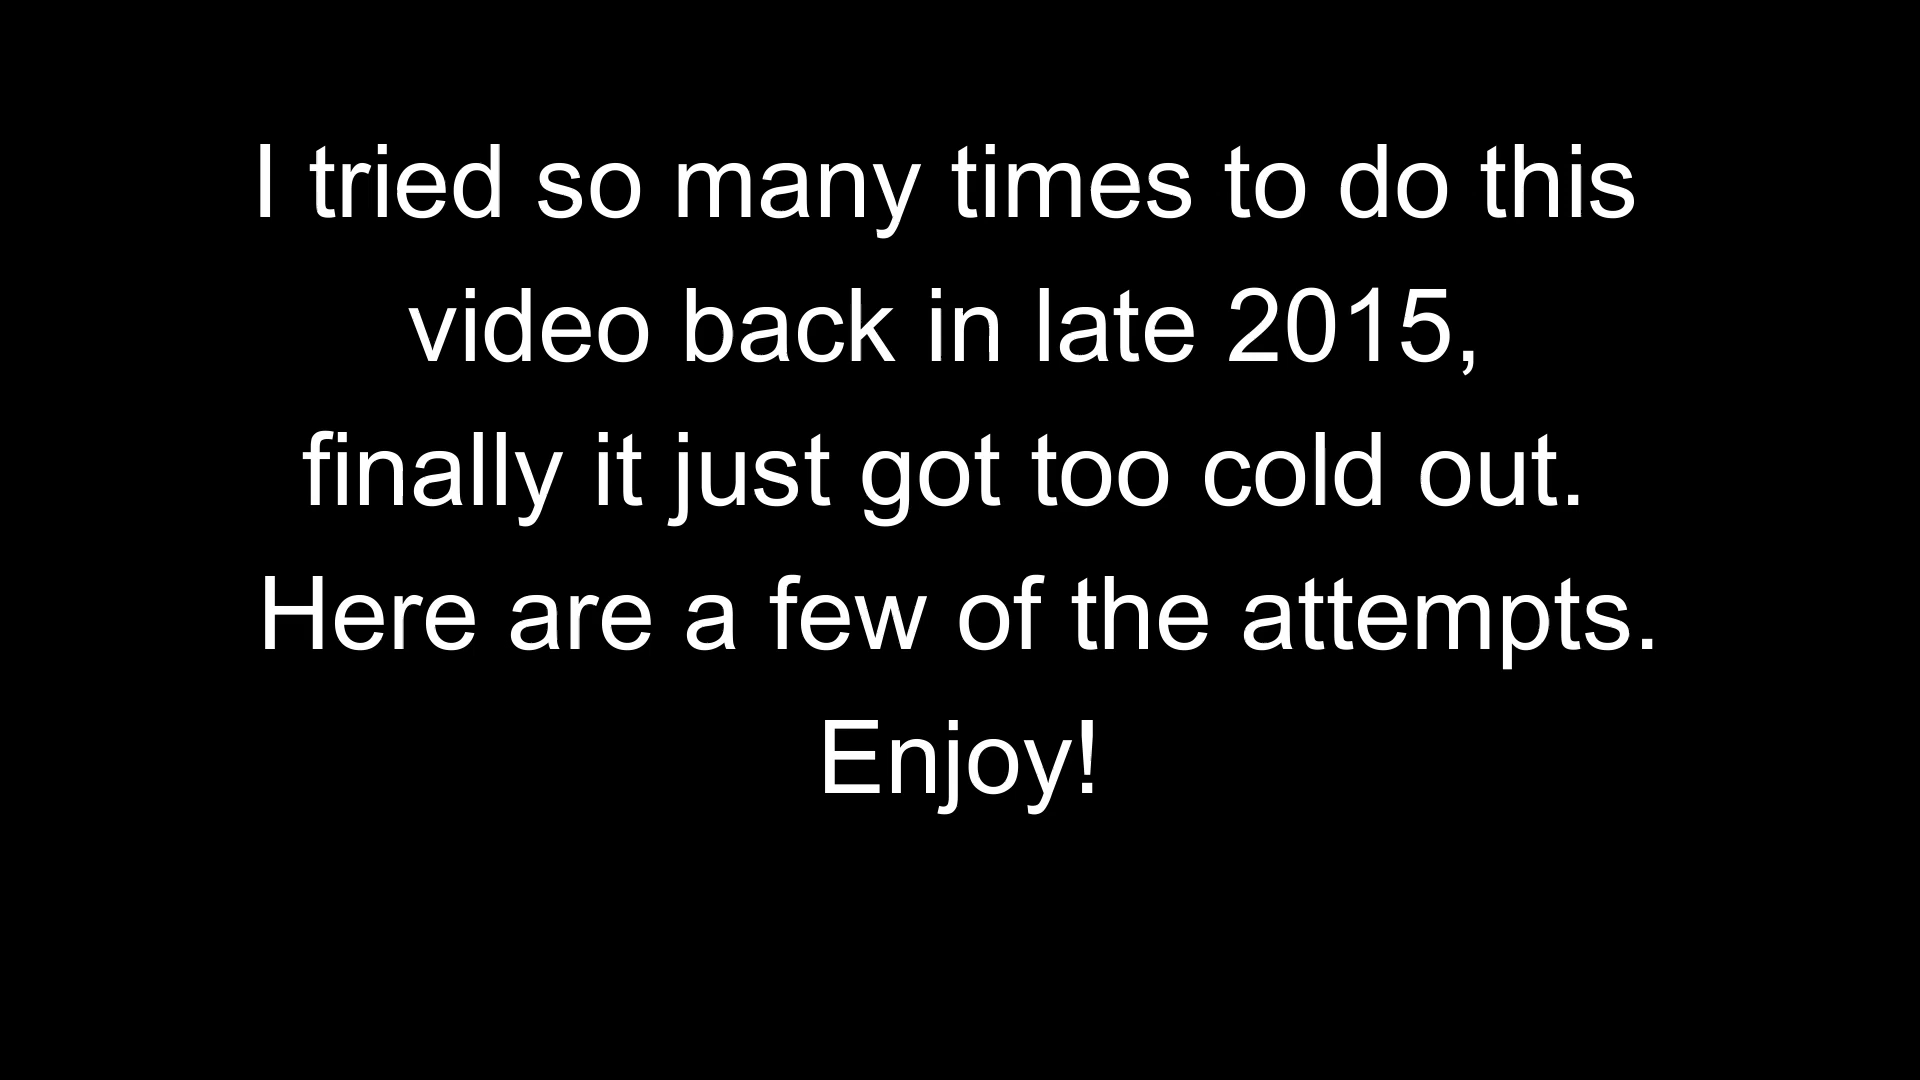 I tried so many times to do this
video back in late 2015,
finally it just got too cold out.
Here are a few of the attempts.
Enjoy!